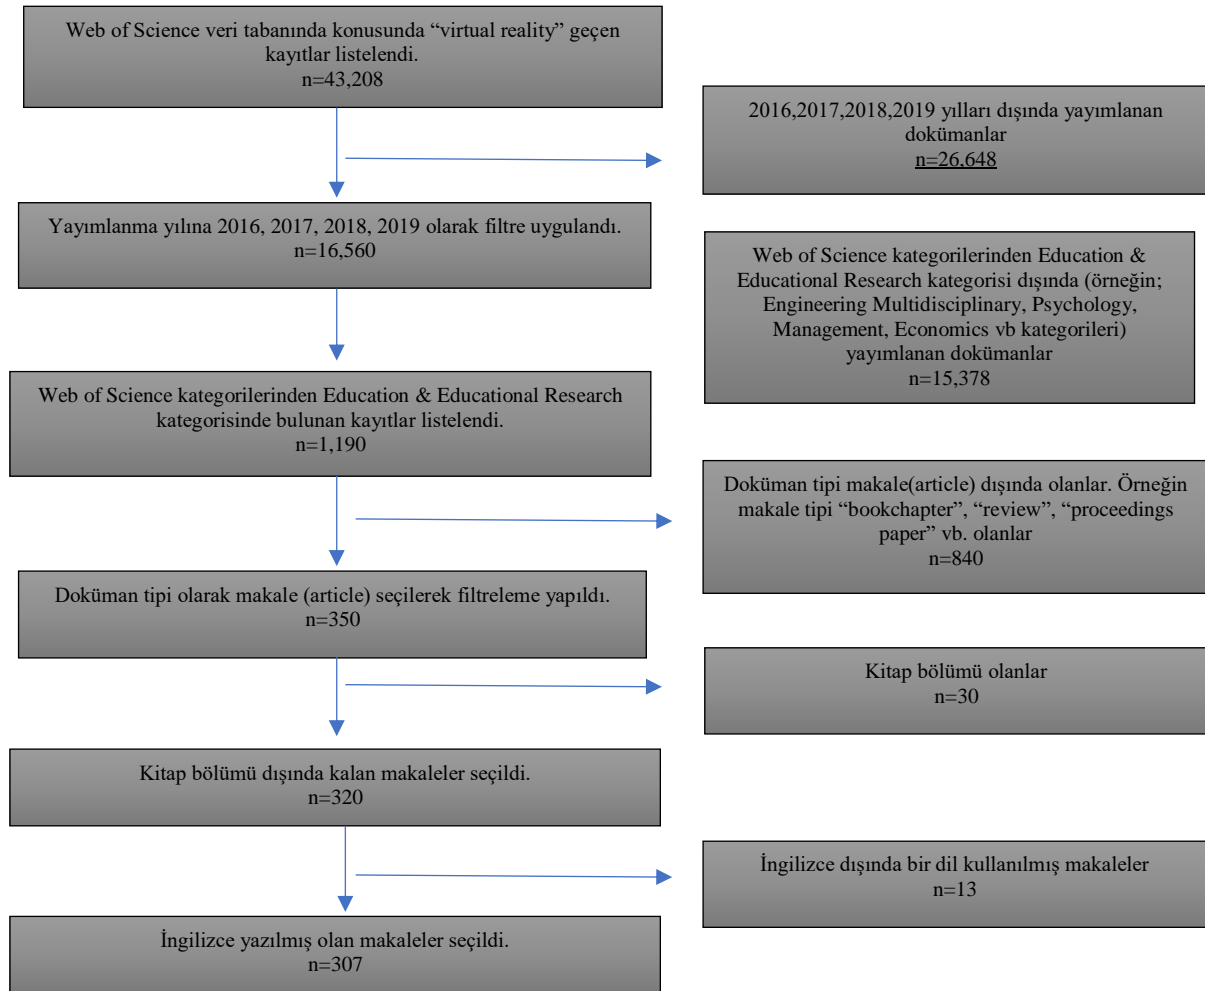 Web of Science veri tabanında konusunda “virtual reality” geçen
kayıtlar listelendi.
n=43,208
2016,2017,2018,2019 yılları dışında yayımlanan
dokümanlar
n=26,648
Yayımlanma yılına 2016, 2017, 2018, 2019 olarak filtre uygulandı.
n=16,560
Web of Science kategorilerinden Education &
Educational Research kategorisi dışında (örneğin;
Engineering Multidisciplinary, Psychology,
Management, Economics vb kategorileri)
yayımlanan dokümanlar
n=15,378
Web of Science kategorilerinden Education & Educational Research
kategorisinde bulunan kayıtlar listelendi.
n=1,190
Doküman tipi makale(article) dışında olanlar. Örneğin
makale tipi “bookchapter”, “review”, “proceedings
paper” vb. olanlar
n=840
Doküman tipi olarak makale (article) seçilerek filtreleme yapıldı.
n=350
Kitap bölümü olanlar
n=30
Kitap bölümü dışında kalan makaleler seçildi.
n=320
İngilizce dışında bir dil kullanılmış makaleler
n=13
İngilizce yazılmış olan makaleler seçildi.
n=307